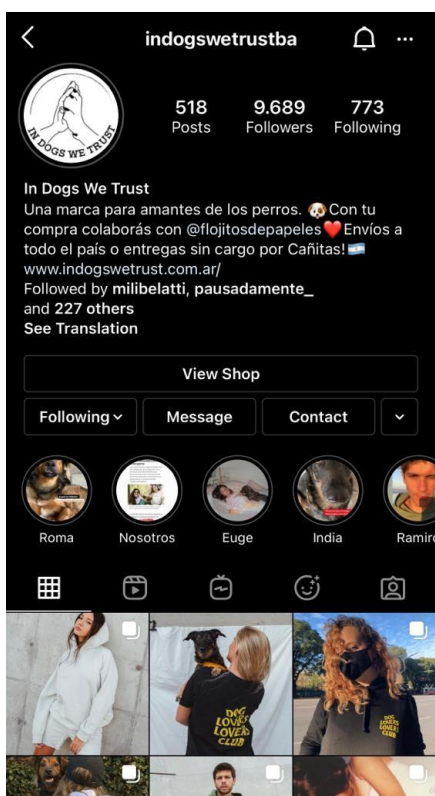 indogswetrustba
518
Posts
9.689
Followers
773
Following
IN DOGS WE TRUST
In Dogs We Trust
Una marca para amantes de los perros. 🐶Con tu
compra colaborás con @flojitosdepapeles❤️Envíos a
todo el país o entregas sin cargo por Cañitas!🇦🇷
www.indogswetrust.com.ar/
Followed by milibelatti, pausadamente_
and 227 others
See Translation
View Shop
Following
Message
Contact
Roma
Nosotros
Euge
India
Ramiro
DOG
LOVERS
LOVERS
CLUB
DOG
LOVERS
LOVERS
CLUB